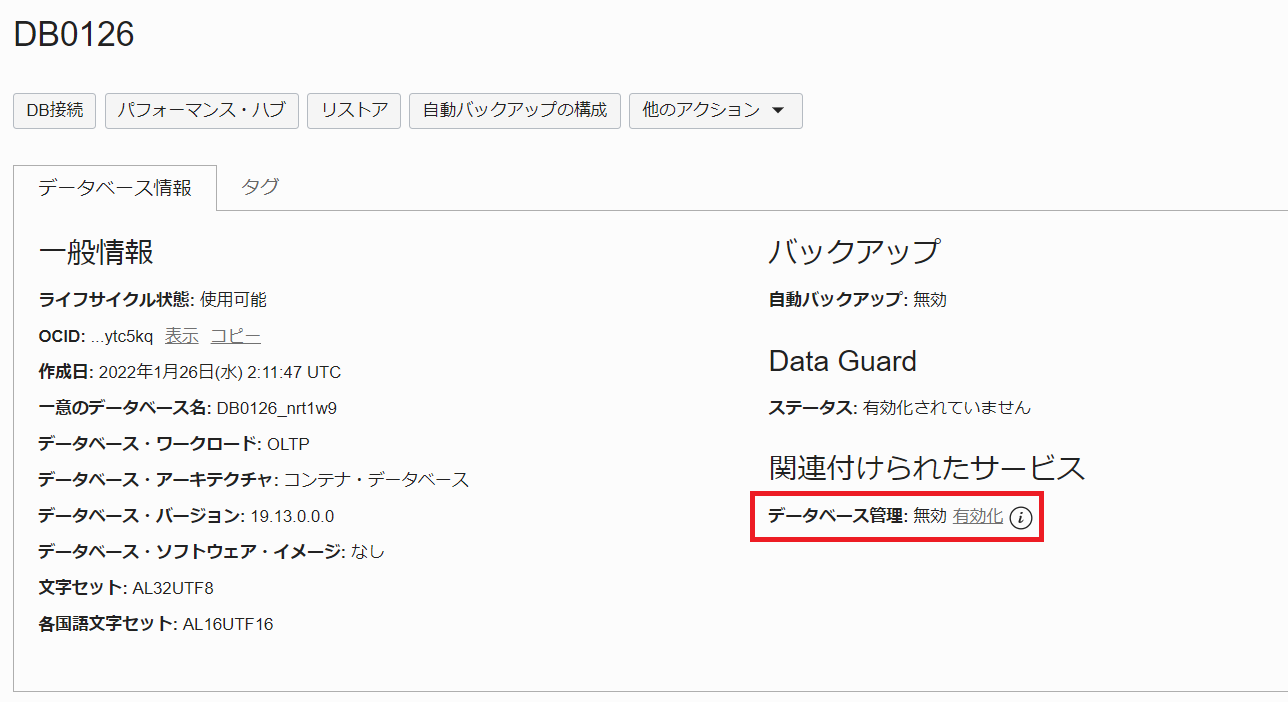 DB0126
DB接続 パフォーマンス・ハブ リストア 自動バックアップの構成 他のアクション
データベース情報 タグ
一般情報
ライフサイクル状態: 使用可能
OCID: ...ytc5kq 表示 コピー
作成日: 2022年1月26日(水) 2:11:47 UTC
一意のデータベース名: DB0126_nrt1w9
データベース・ワークロード: OLTP
データベース・アーキテクチャ: コンテナ・データベース
データベース・バージョン: 19.13.0.0.0
データベース・ソフトウェア・イメージ: なし
文字セット: AL32UTF8
各国語文字セット: AL16UTF16
バックアップ
自動バックアップ: 無効
Data Guard
ステータス: 有効化されていません
関連付けられたサービス
データベース管理: 無効 有効化 i